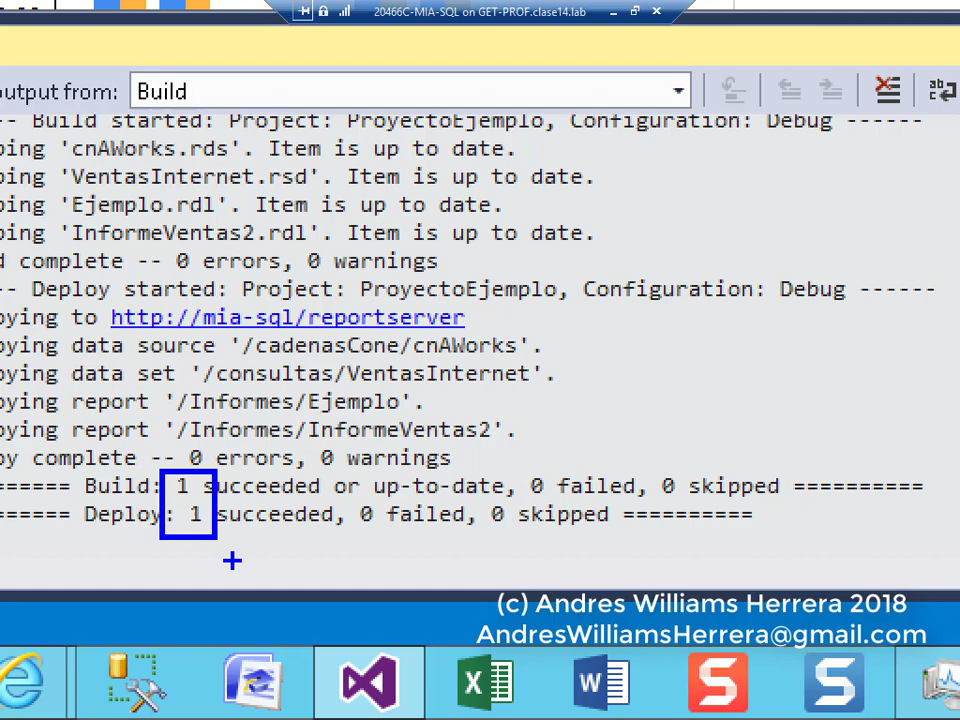 20466C-MIA-SQL on GET-PROF.clase14.lab
utput from: Build
-- Build started: Project: ProyectoEjemplo, Configuration: Debug ------
ping 'cnAWorks.rds'. Item is up to date.
ping 'VentasInternet.rsd'. Item is up to date.
ping 'Ejemplo.rdl'. Item is up to date.
ping 'InformeVentas2.rdl'. Item is up to date.
d complete -- 0 errors, 0 warnings
-- Deploy started: Project: ProyectoEjemplo, Configuration: Debug ------
oying to http://mia-sql/reportserver
oying data source '/cadenasCone/cnAWorks'.
oying data set '/consultas/VentasInternet'.
oying report '/Informes/Ejemplo'.
oying report '/Informes/InformeVentas2'.
oy complete -- 0 errors, 0 warnings
====== Build: 1 succeeded or up-to-date, 0 failed, 0 skipped ==========
====== Deploy: 1 succeeded, 0 failed, 0 skipped ==========
(c) Andres Williams Herrera 2018
AndresWilliamsHerrera@gmail.com